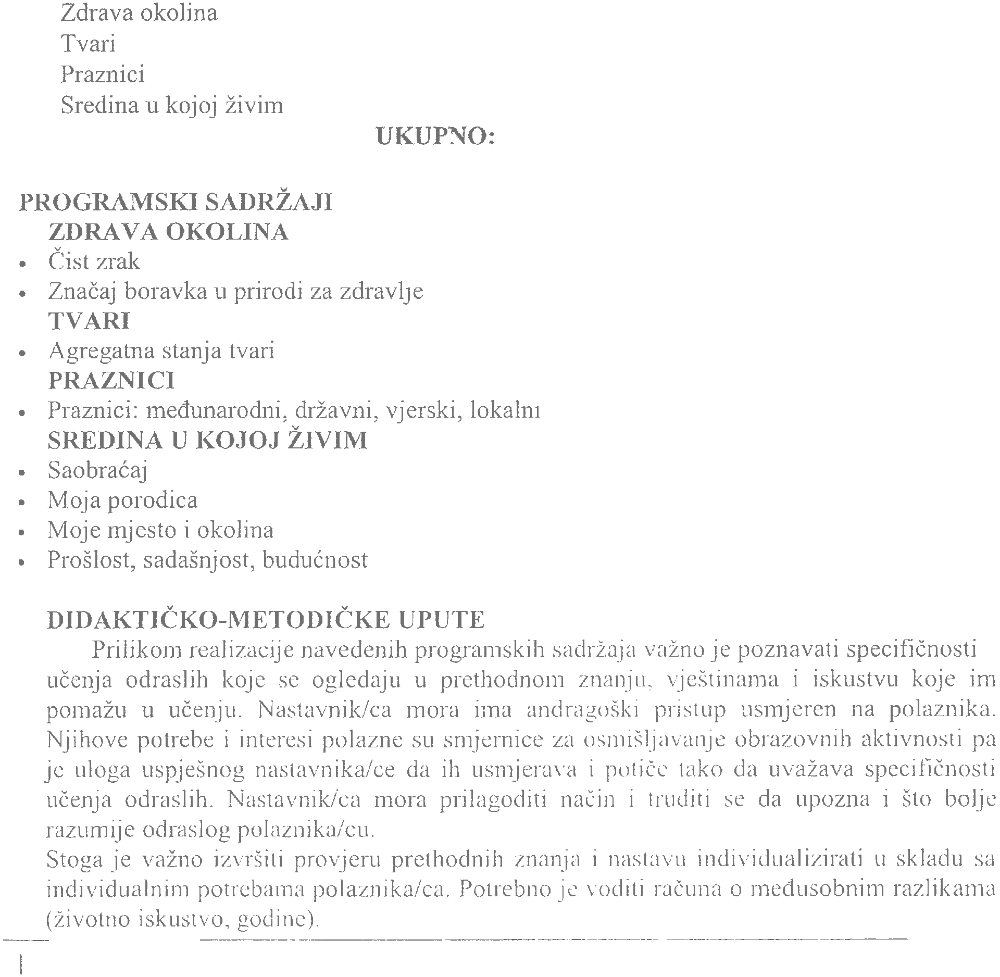 Zdrava okolina
Tvari
Praznici
Sredina u kojoj živim
UKUPNO:
PROGRAMSKI SADRŽAJI
ZDRAVA OKOLINA
• Čist zrak
• Značaj boravka u prirodi za zdravlje
TVARI
• Agregatna stanja tvari
PRAZNICI
• Praznici: međunarodni, državni, vjerski, lokalni
SREDINA U KOJOJ ŽIVIM
• Saobraćaj
• Moja porodica
• Moje mjesto i okolina
• Prošlost, sadašnjost, budućnost
DIDAKTIČKO-METODIČKE UPUTE
Prilikom realizacije navedenih programskih sadržaja važno je poznavati specifičnosti
učenja odraslih koje se ogledaju u prethodnom znanju, vještinama i iskustvu koje im
pomažu u učenju. Nastavnik/ca mora ima andragoški pristup usmjeren na polaznika.
Njihove potrebe i interesi polazne su smjernice za osmišljavanje obrazovnih aktivnosti pa
je uloga uspješnog nastavnika/ce da ih usmjerava i potiče tako da uvažava specifičnosti
učenja odraslih. Nastavnik/ca mora prilagoditi način i truditi se da upozna i što bolje
razumije odraslog polaznika/cu.
Stoga je važno izvršiti provjeru prethodnih znanja i nastavu individualizirati u skladu sa
individualnim potrebama polaznika/ca. Potrebno je voditi računa o međusobnim razlikama
(životno iskustvo, godine).